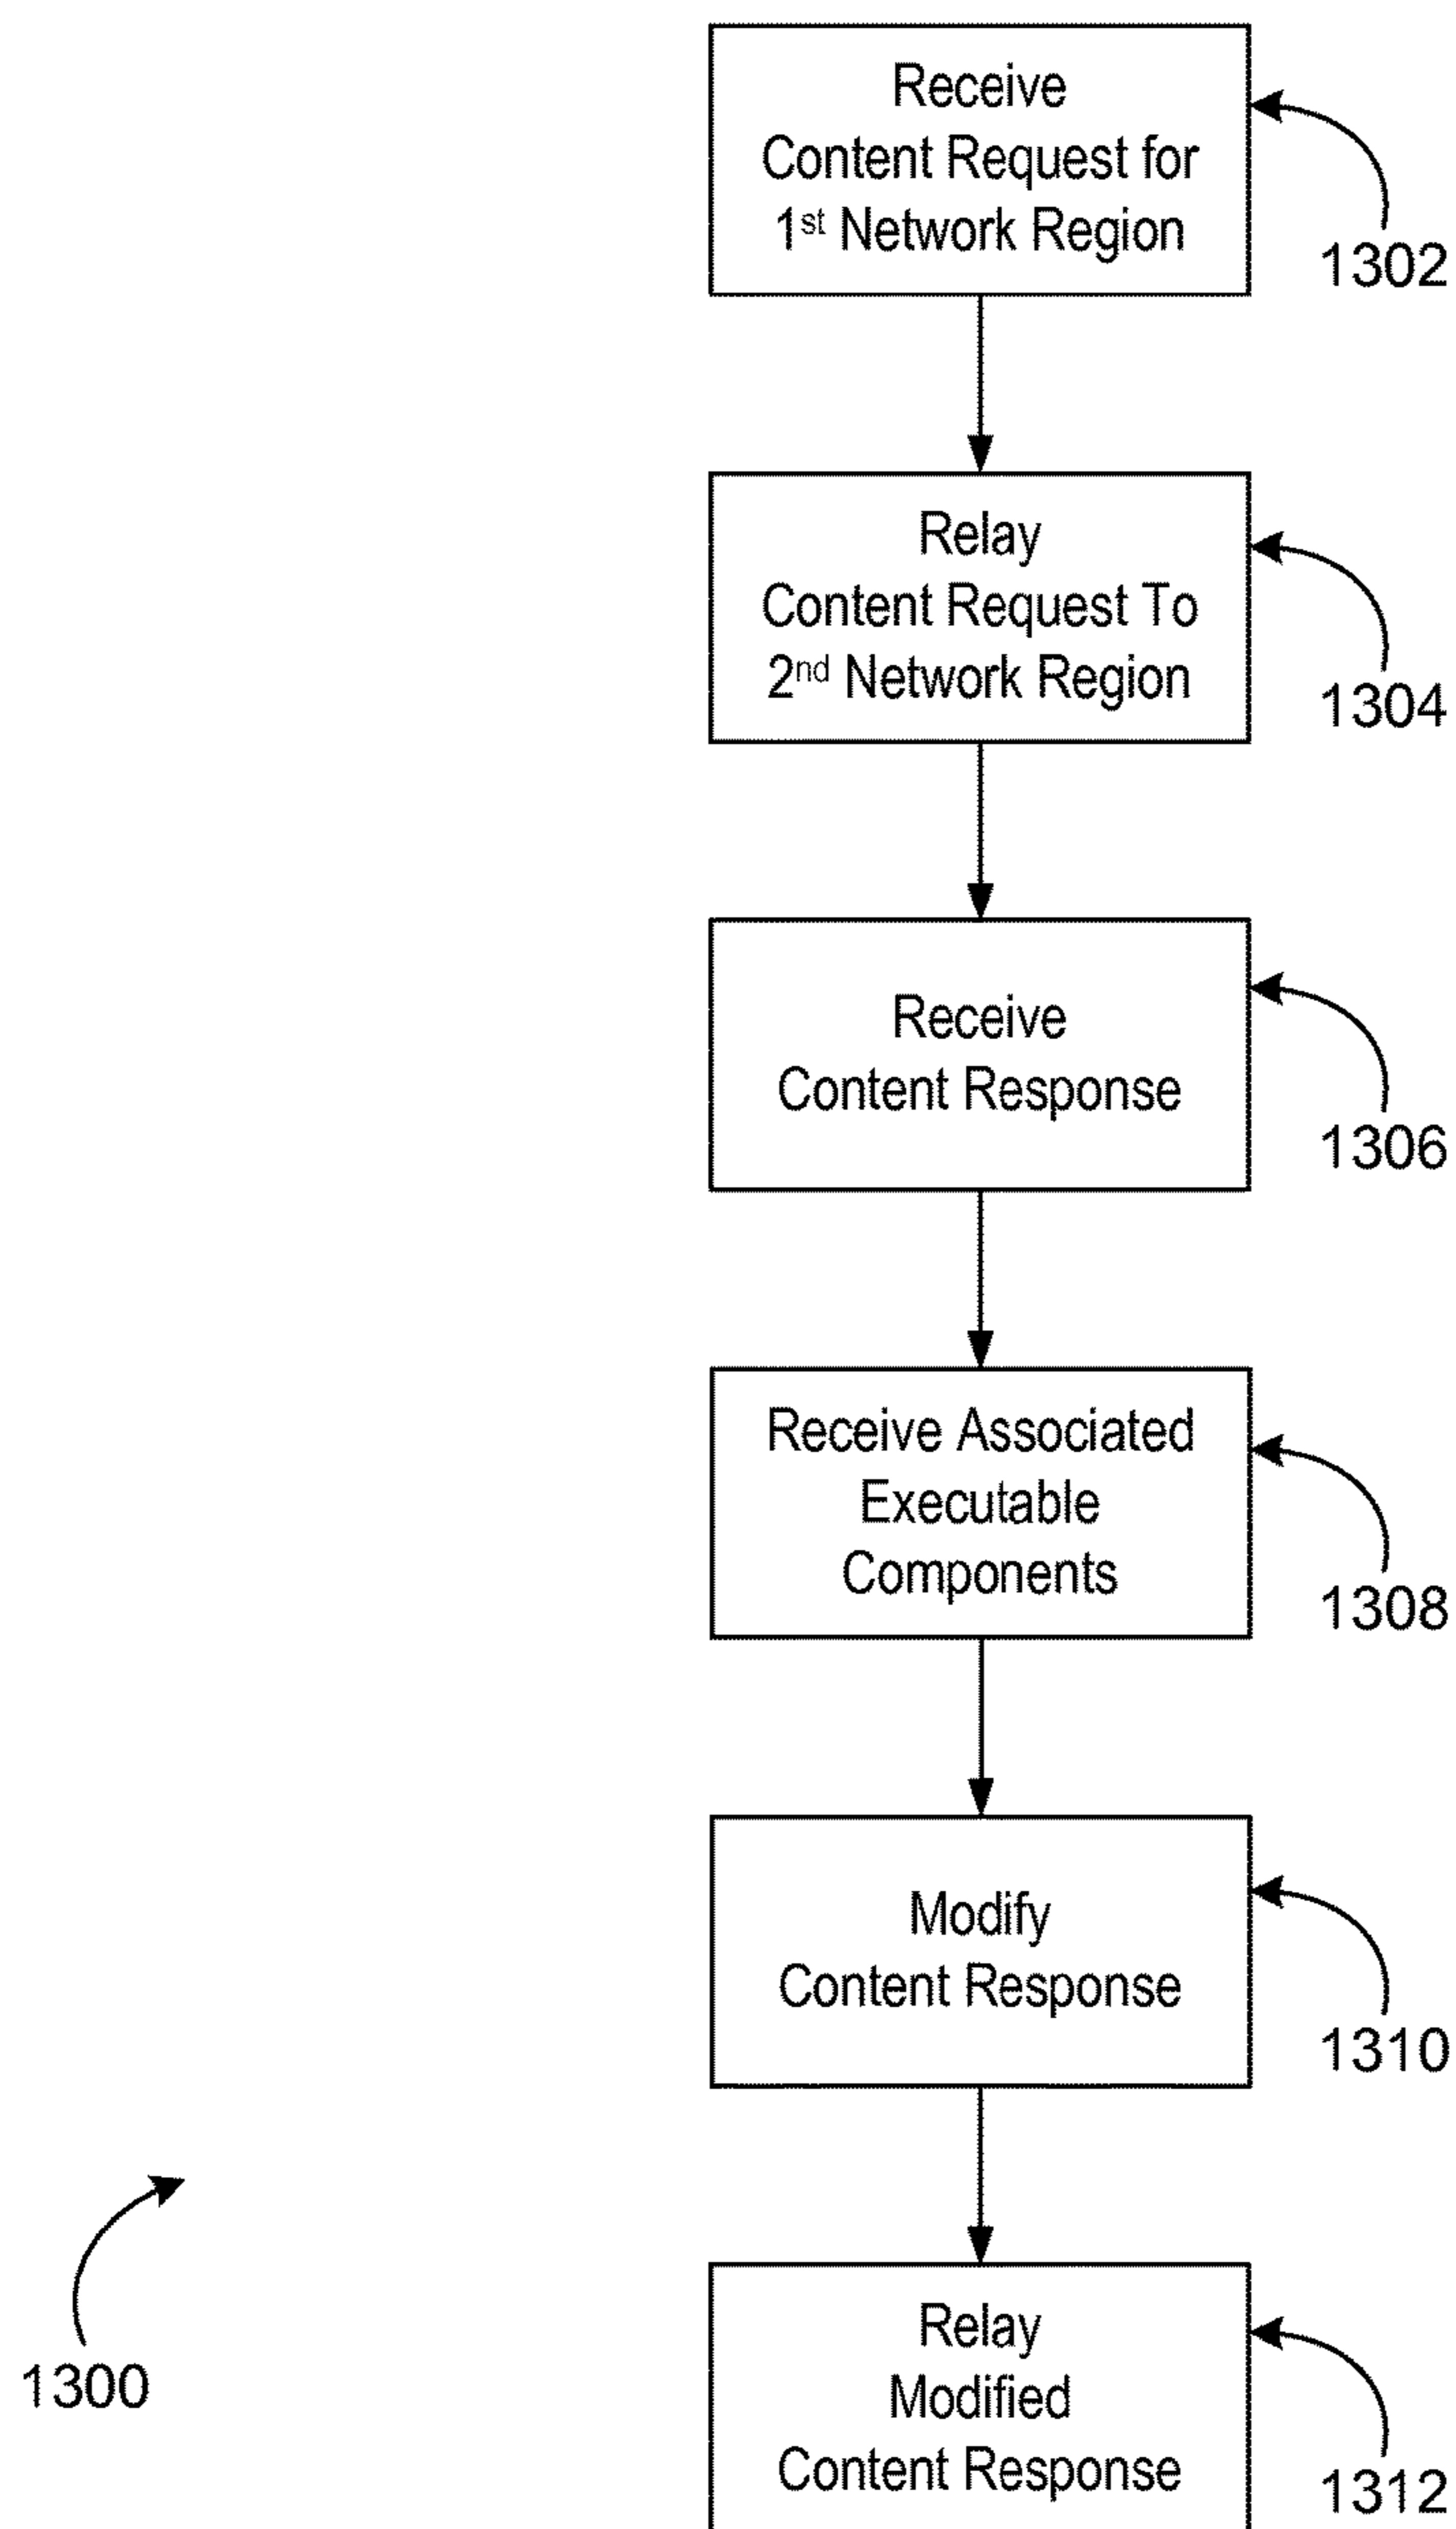 Receive
Content Request for
1st Network Region
1302
Relay
Content Request To
2nd Network Region
1304
Receive
Content Response
1306
Receive Associated
Executable
Components
1308
Modify
Content Response
1310
Relay
Modified
Content Response
1312
1300